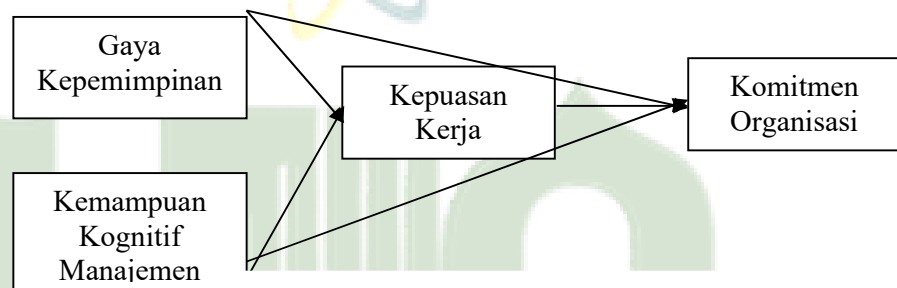 Gaya
Kepemimpinan
Kepuasan
Kerja
Komitmen
Organisasi
Kemampuan
Kognitif
Manajemen